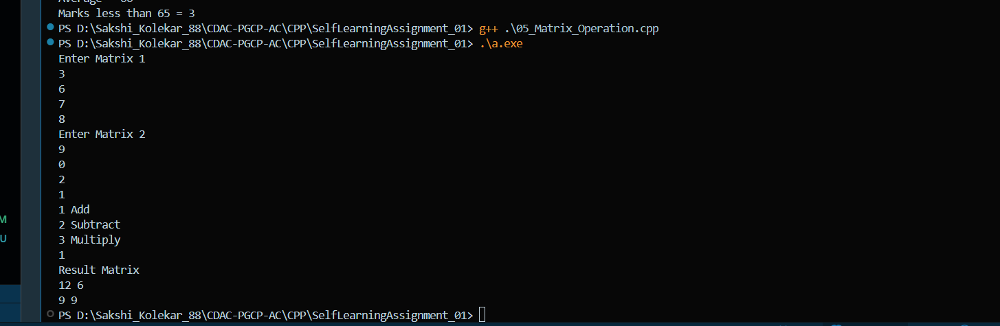 Marks less than 65 = 3
PS D:\Sakshi_Kolekar_88\CDAC-PGCP-AC\CPP\SelfLearningAssignment_01> g++ .\05_Matrix_Operation.cpp
PS D:\Sakshi_Kolekar_88\CDAC-PGCP-AC\CPP\SelfLearningAssignment_01> .\a.exe
Enter Matrix 1
3
6
7
8
Enter Matrix 2
9
0
2
1
1 Add
2 Subtract
3 Multiply
1
Result Matrix
12 6
9 9
PS D:\Sakshi_Kolekar_88\CDAC-PGCP-AC\CPP\SelfLearningAssignment_01>
M
U